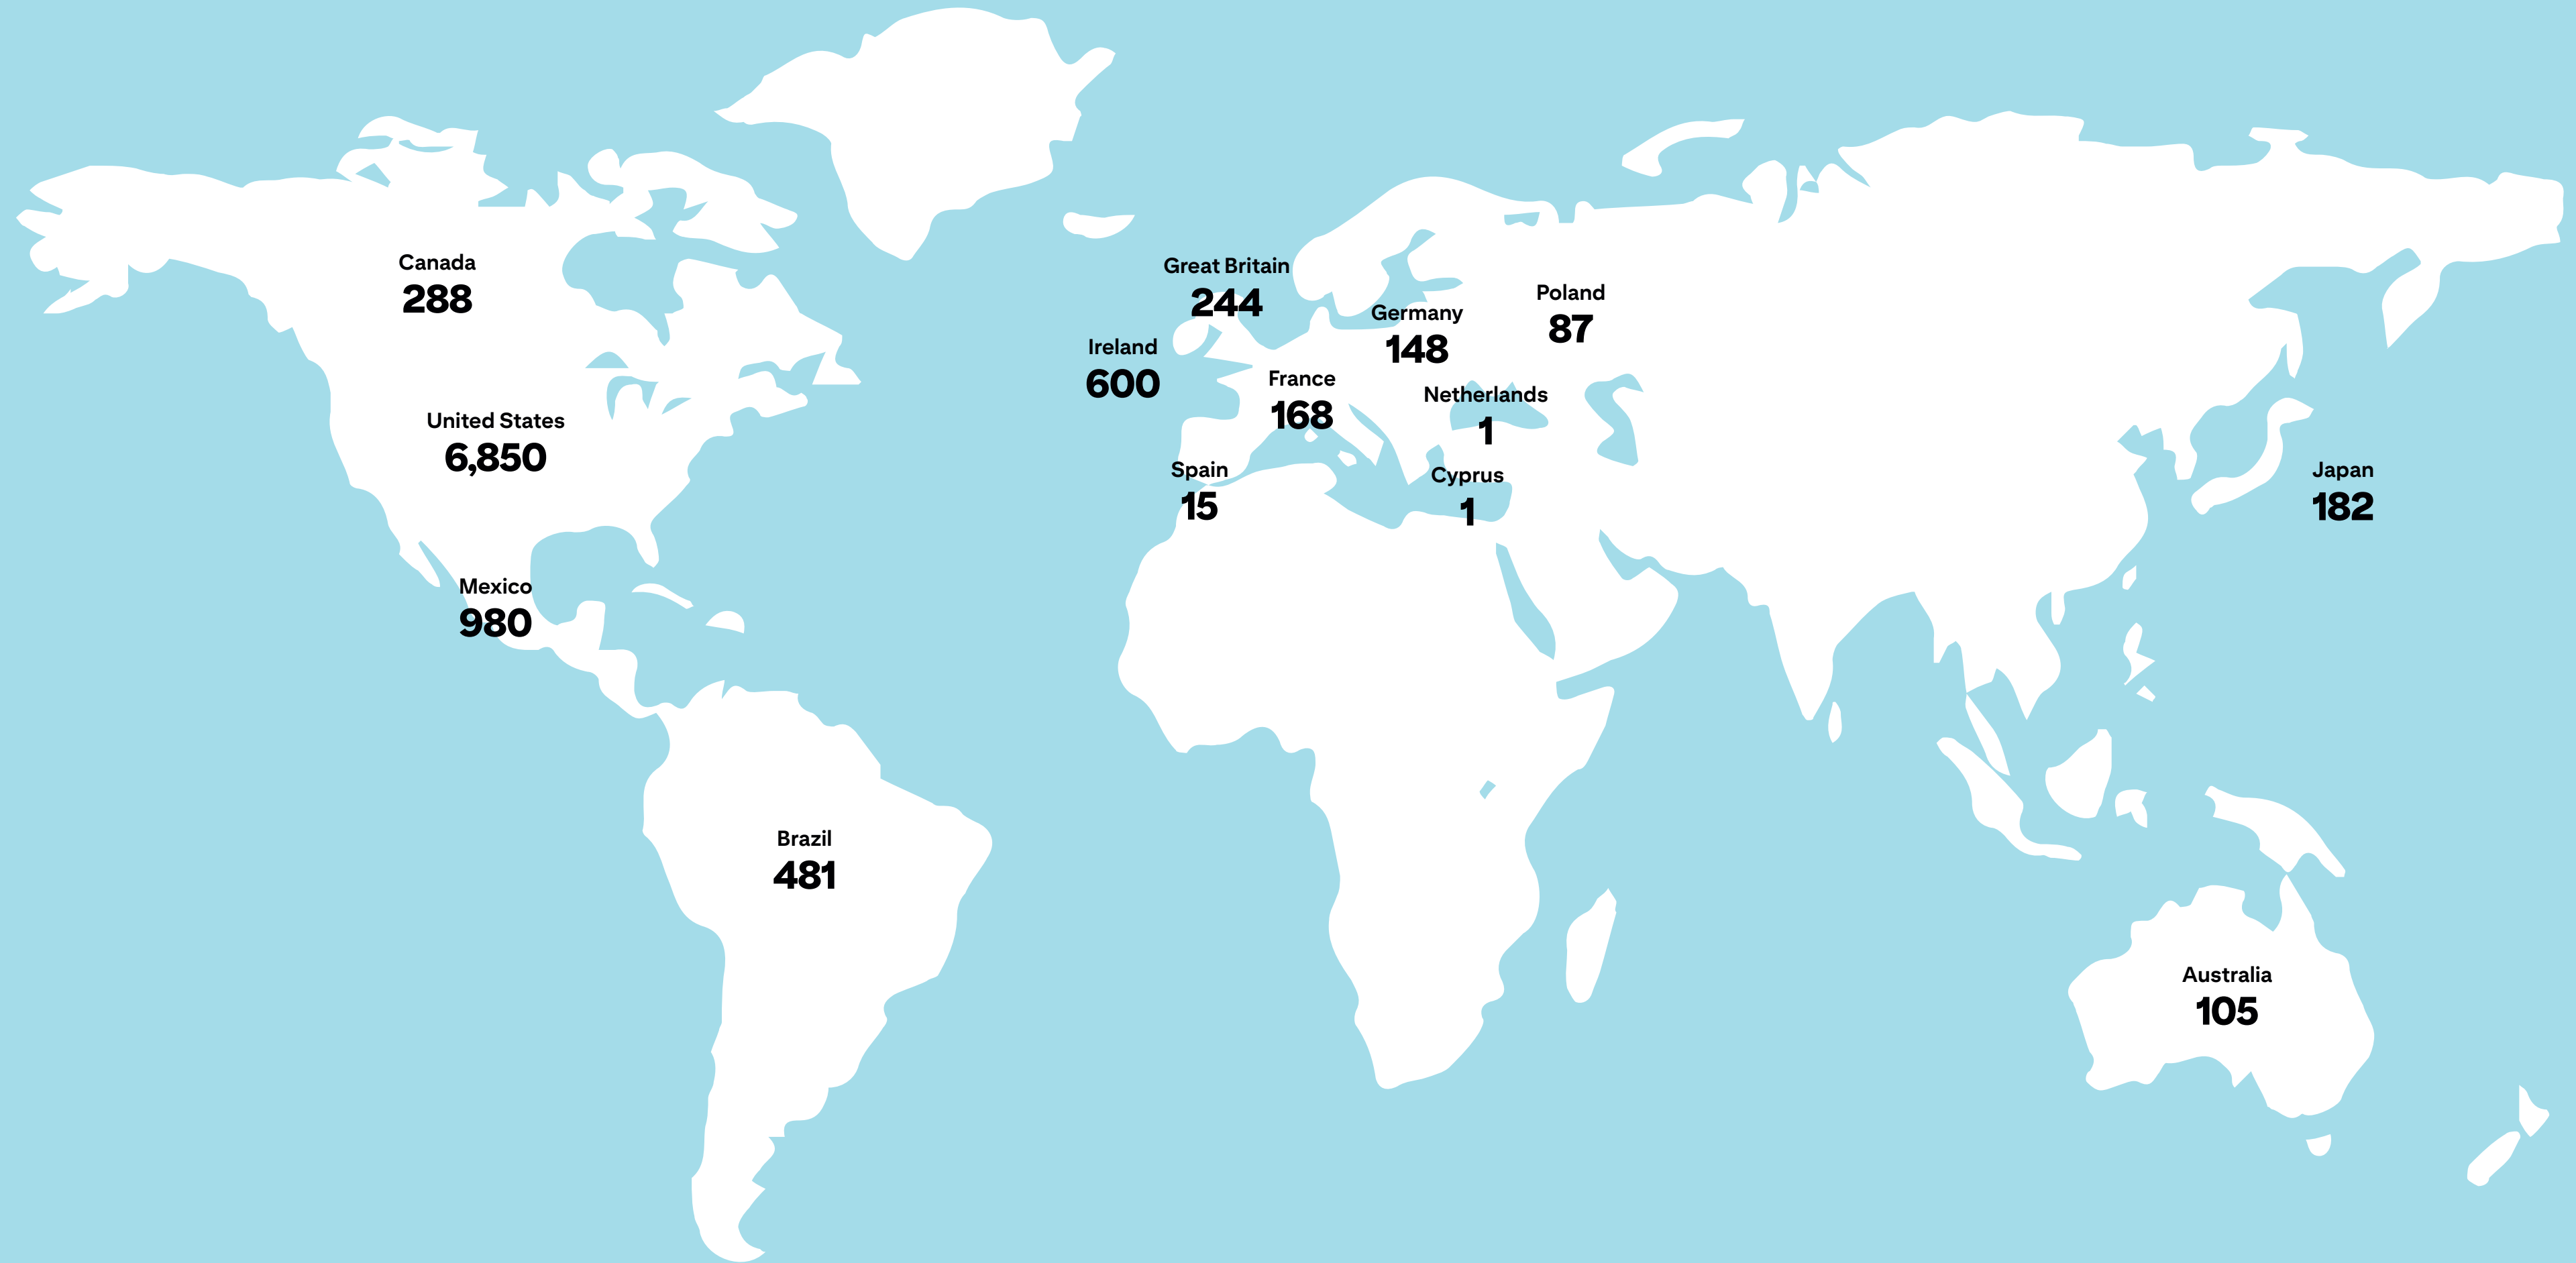 Canada
288
United States
6,850
Mexico
980
Brazil
481
Great Britain
244
Ireland
600
Germany
148
Poland
87
France
168
Netherlands
1
Spain
15
Cyprus
1
Japan
182
Australia
105